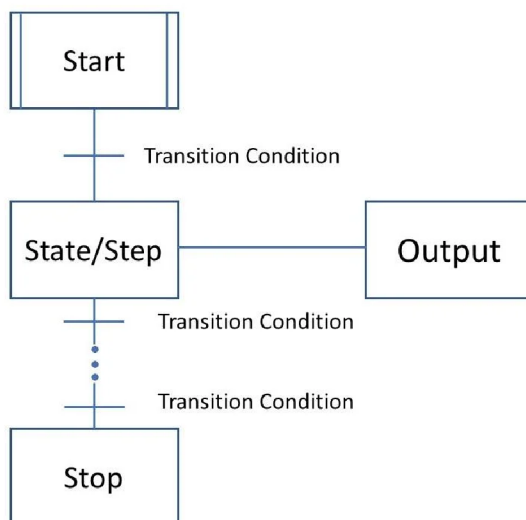 Start
Transition Condition
State/Step
Output
Transition Condition
Transition Condition
Stop